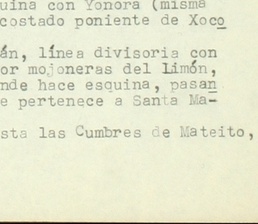 uina con Yonora (misma
costado poniente de Xoco
án, línea divisoria con
or mojoneras del limón,
nde hace esquina, pasan
e pertenece a Santa Ma-
sta las Cumbres de Mateito,